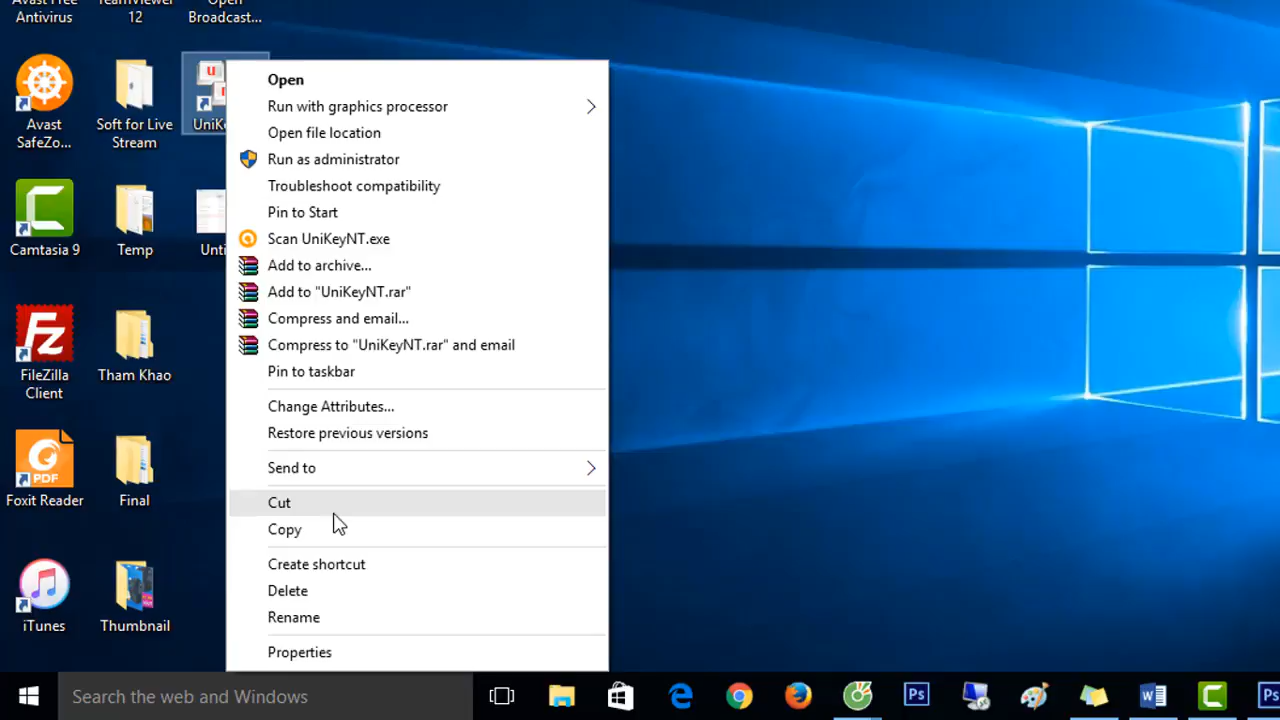 Avast Free
Antivirus
TeamViewer
12
Open
Broadcast...
Avast
SafeZo...
Soft for Live
Stream
Camtasia 9
Temp
FileZilla
Client
Tham Khao
Foxit Reader
PDF
Final
iTunes
Thumbnail
Open
Run with graphics processor
Open file location
Run as administrator
Troubleshoot compatibility
Pin to Start
Scan UniKeyNT.exe
Add to archive...
Add to "UniKeyNT.rar"
Compress and email...
Compress to "UniKeyNT.rar" and email
Pin to taskbar
Change Attributes...
Restore previous versions
Send to
Cut
Copy
Create shortcut
Delete
Rename
Properties
Search the web and Windows
Ps
Ps